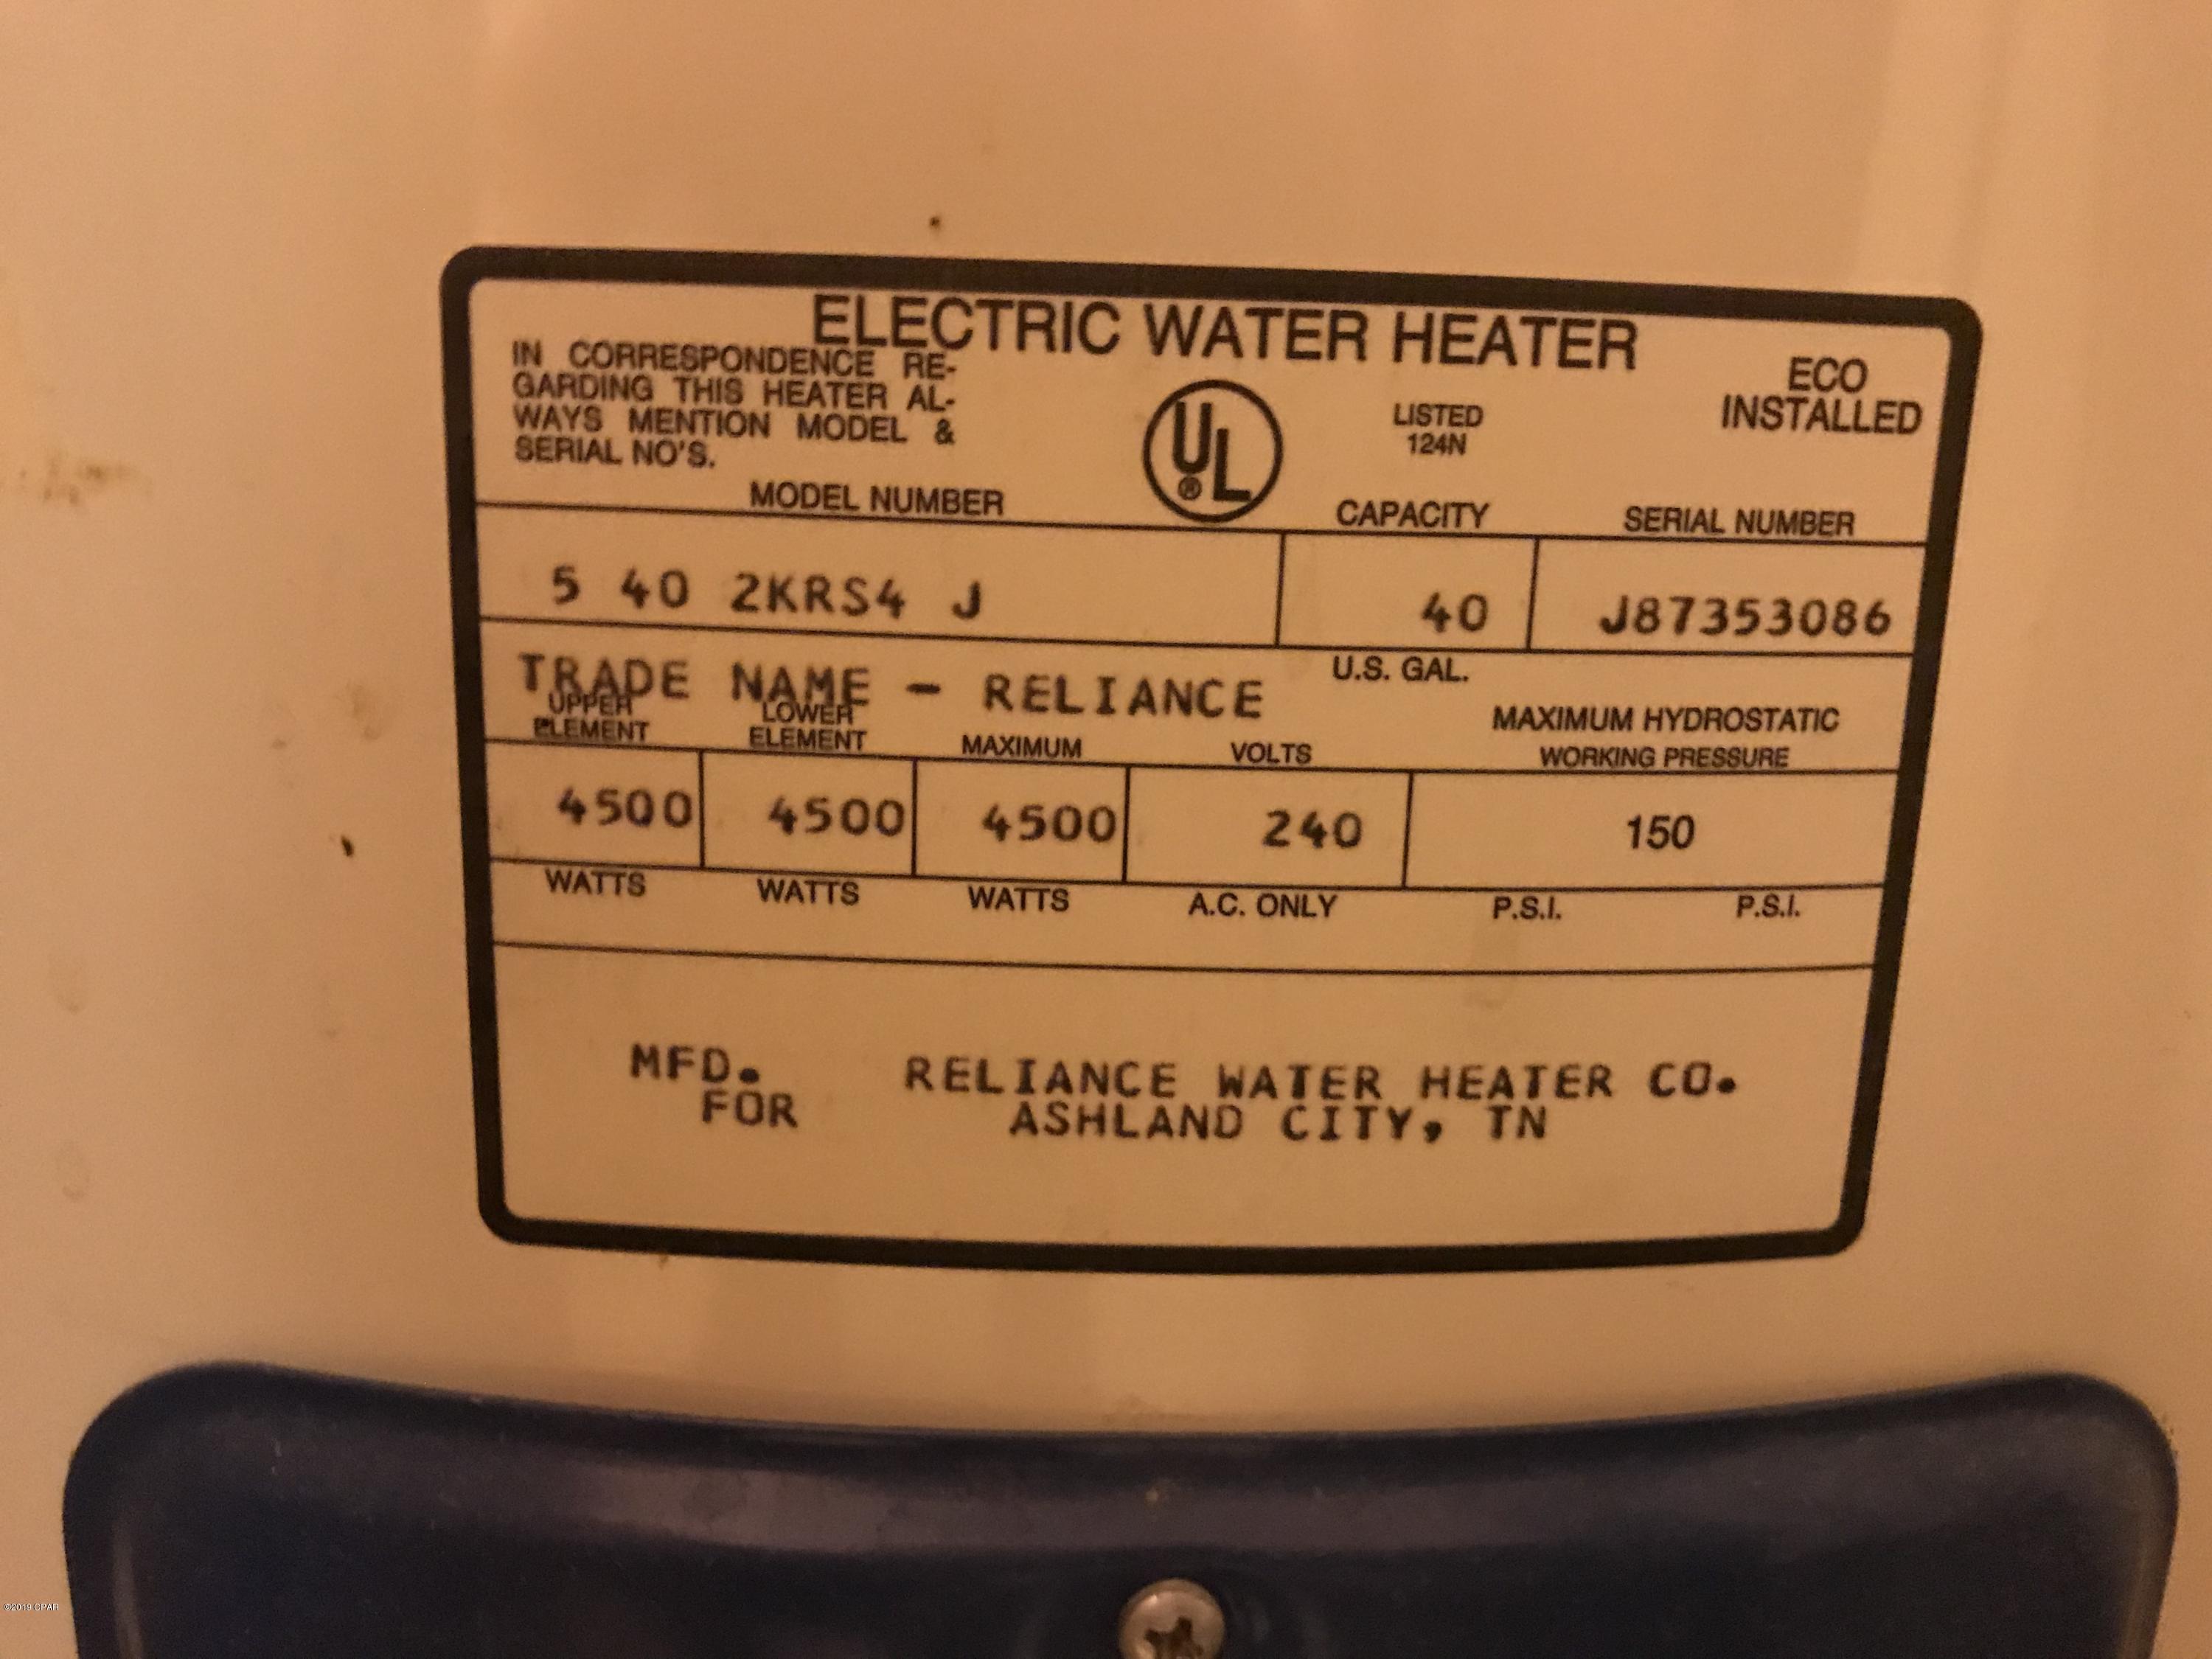 ELECTRIC WATER HEATER
IN CORRESPONDENCE RE-
GARDING THIS HEATER AL-
WAYS MENTION MODEL &
SERIAL NO'S.
UL
®
LISTED
124N
ECO
INSTALLED
MODEL NUMBER
CAPACITY
SERIAL NUMBER
5 40 2KRS4 J
40
J87353086
U.S. GAL.
TRADE NAME - RELIANCE
UPPER
ELEMENT
LOWER
ELEMENT
MAXIMUM
VOLTS
MAXIMUM HYDROSTATIC
WORKING PRESSURE
4500
4500
4500
240
150
WATTS
WATTS
WATTS
A.C. ONLY
P.S.I.
P.S.I.
MFD. RELIANCE WATER HEATER CO.
FOR ASHLAND CITY, TN
©2019 CPAR